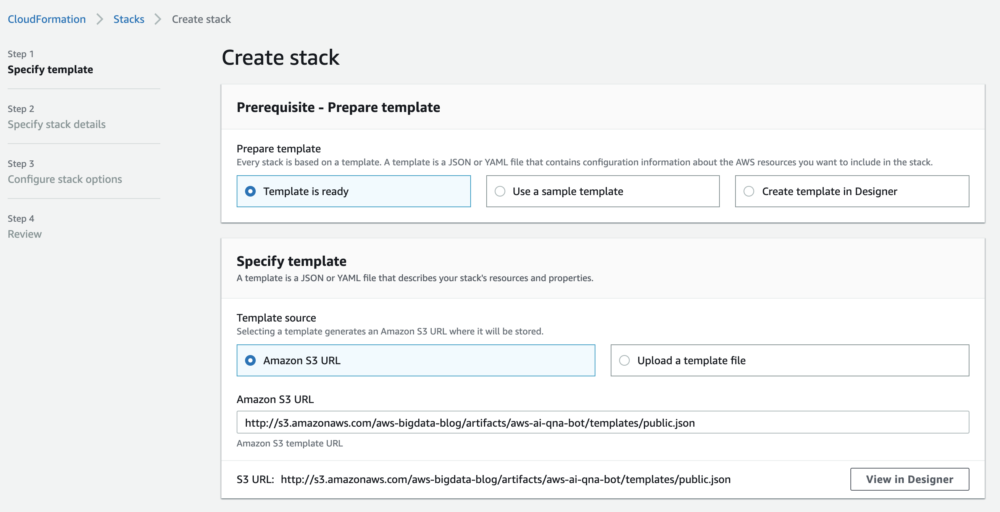 CloudFormation > Stacks > Create stack
Step 1
Specify template
Step 2
Specify stack details
Step 3
Configure stack options
Step 4
Review
Create stack
Prerequisite - Prepare template
Prepare template
Every stack is based on a template. A template is a JSON or YAML file that contains configuration information about the AWS resources you want to include in the stack.
Template is ready
Use a sample template
Create template in Designer
Specify template
A template is a JSON or YAML file that describes your stack's resources and properties.
Template source
Selecting a template generates an Amazon S3 URL where it will be stored.
Amazon S3 URL
Upload a template file
Amazon S3 URL
http://s3.amazonaws.com/aws-bigdata-blog/artifacts/aws-ai-qna-bot/templates/public.json
Amazon S3 template URL
S3 URL: http://s3.amazonaws.com/aws-bigdata-blog/artifacts/aws-ai-qna-bot/templates/public.json
View in Designer